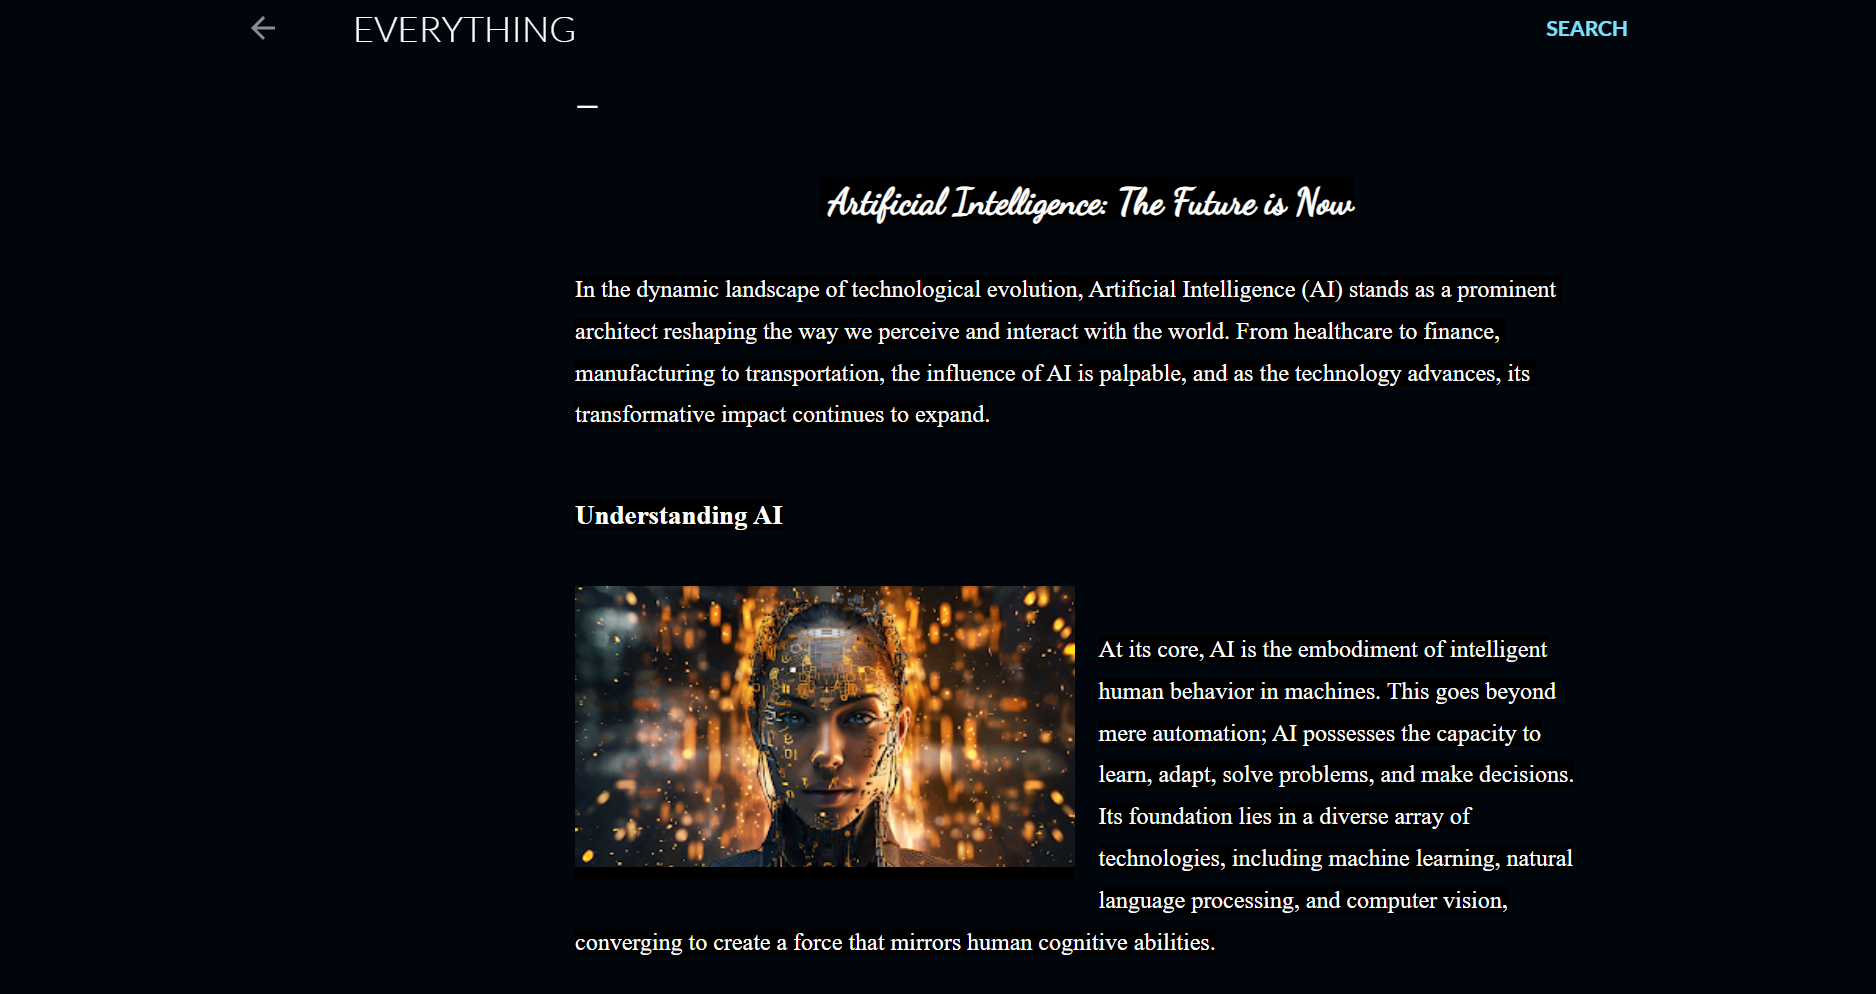 EVERYTHING
SEARCH
Artificial Intelligence: The Future is Now
In the dynamic landscape of technological evolution, Artificial Intelligence (AI) stands as a prominent
architect reshaping the way we perceive and interact with the world. From healthcare to finance,
manufacturing to transportation, the influence of AI is palpable, and as the technology advances, its
transformative impact continues to expand.
Understanding AI
At its core, AI is the embodiment of intelligent
human behavior in machines. This goes beyond
mere automation; AI possesses the capacity to
learn, adapt, solve problems, and make decisions.
Its foundation lies in a diverse array of
technologies, including machine learning, natural
language processing, and computer vision,
converging to create a force that mirrors human cognitive abilities.